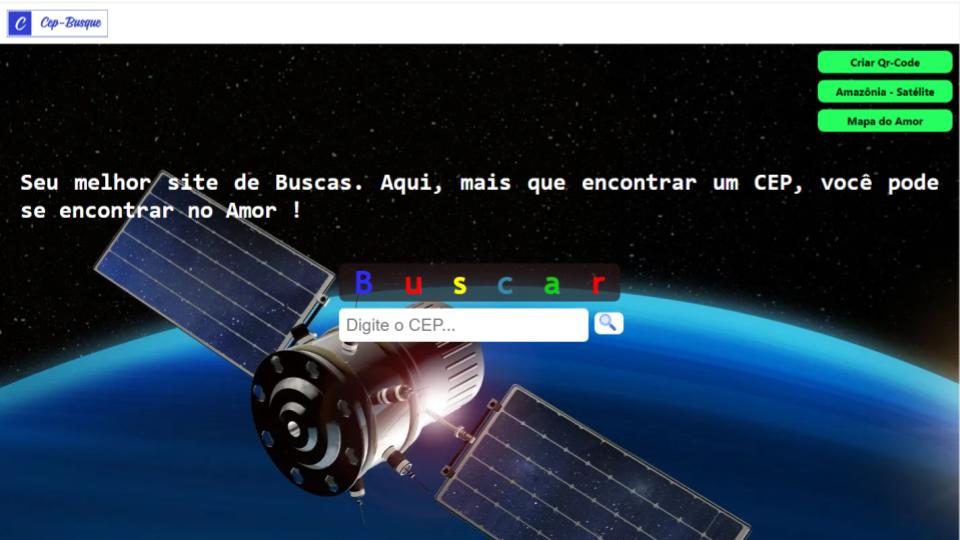 C Cep-Busque
Criar Qr-Code
Amazônia - Satélite
Mapa do Amor
Seu melhor site de Buscas. Aqui, mais que encontrar um CEP, você pode
se encontrar no Amor !
B u s c a r
Digite o CEP...